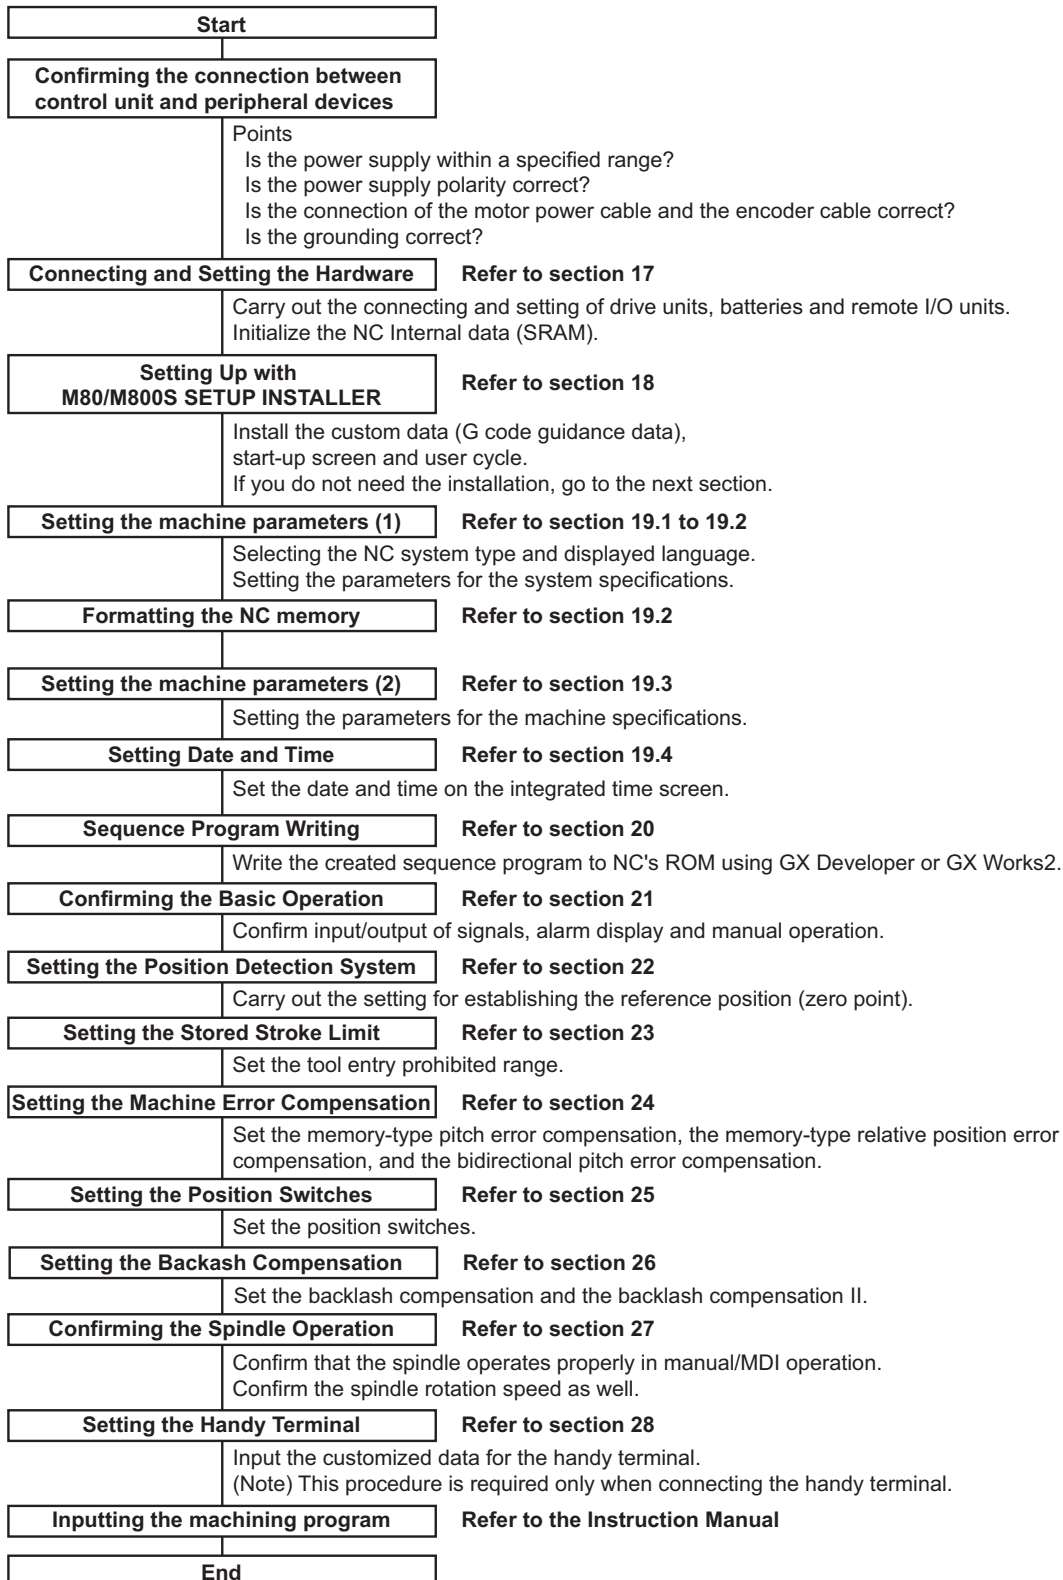 Start
Confirming the connection between
control unit and peripheral devices
Points
Is the power supply within a specified range?
Is the power supply polarity correct?
Is the connection of the motor power cable and the encoder cable correct?
Is the grounding correct?
Connecting and Setting the Hardware Refer to section 17
Carry out the connecting and setting of drive units, batteries and remote I/O units.
Initialize the NC Internal data (SRAM).
Setting Up with
M80/M800S SETUP INSTALLER Refer to section 18
Install the custom data (G code guidance data),
start-up screen and user cycle.
If you do not need the installation, go to the next section.
Setting the machine parameters (1) Refer to section 19.1 to 19.2
Selecting the NC system type and displayed language.
Setting the parameters for the system specifications.
Formatting the NC memory Refer to section 19.2
Setting the machine parameters (2) Refer to section 19.3
Setting the parameters for the machine specifications.
Setting Date and Time Refer to section 19.4
Set the date and time on the integrated time screen.
Sequence Program Writing Refer to section 20
Write the created sequence program to NC's ROM using GX Developer or GX Works2.
Confirming the Basic Operation Refer to section 21
Confirm input/output of signals, alarm display and manual operation.
Setting the Position Detection System Refer to section 22
Carry out the setting for establishing the reference position (zero point).
Setting the Stored Stroke Limit Refer to section 23
Set the tool entry prohibited range.
Setting the Machine Error Compensation Refer to section 24
Set the memory-type pitch error compensation, the memory-type relative position error
compensation, and the bidirectional pitch error compensation.
Setting the Position Switches Refer to section 25
Set the position switches.
Setting the Backash Compensation Refer to section 26
Set the backlash compensation and the backlash compensation II.
Confirming the Spindle Operation Refer to section 27
Confirm that the spindle operates properly in manual/MDI operation.
Confirm the spindle rotation speed as well.
Setting the Handy Terminal Refer to section 28
Input the customized data for the handy terminal.
(Note) This procedure is required only when connecting the handy terminal.
Inputting the machining program Refer to the Instruction Manual
End